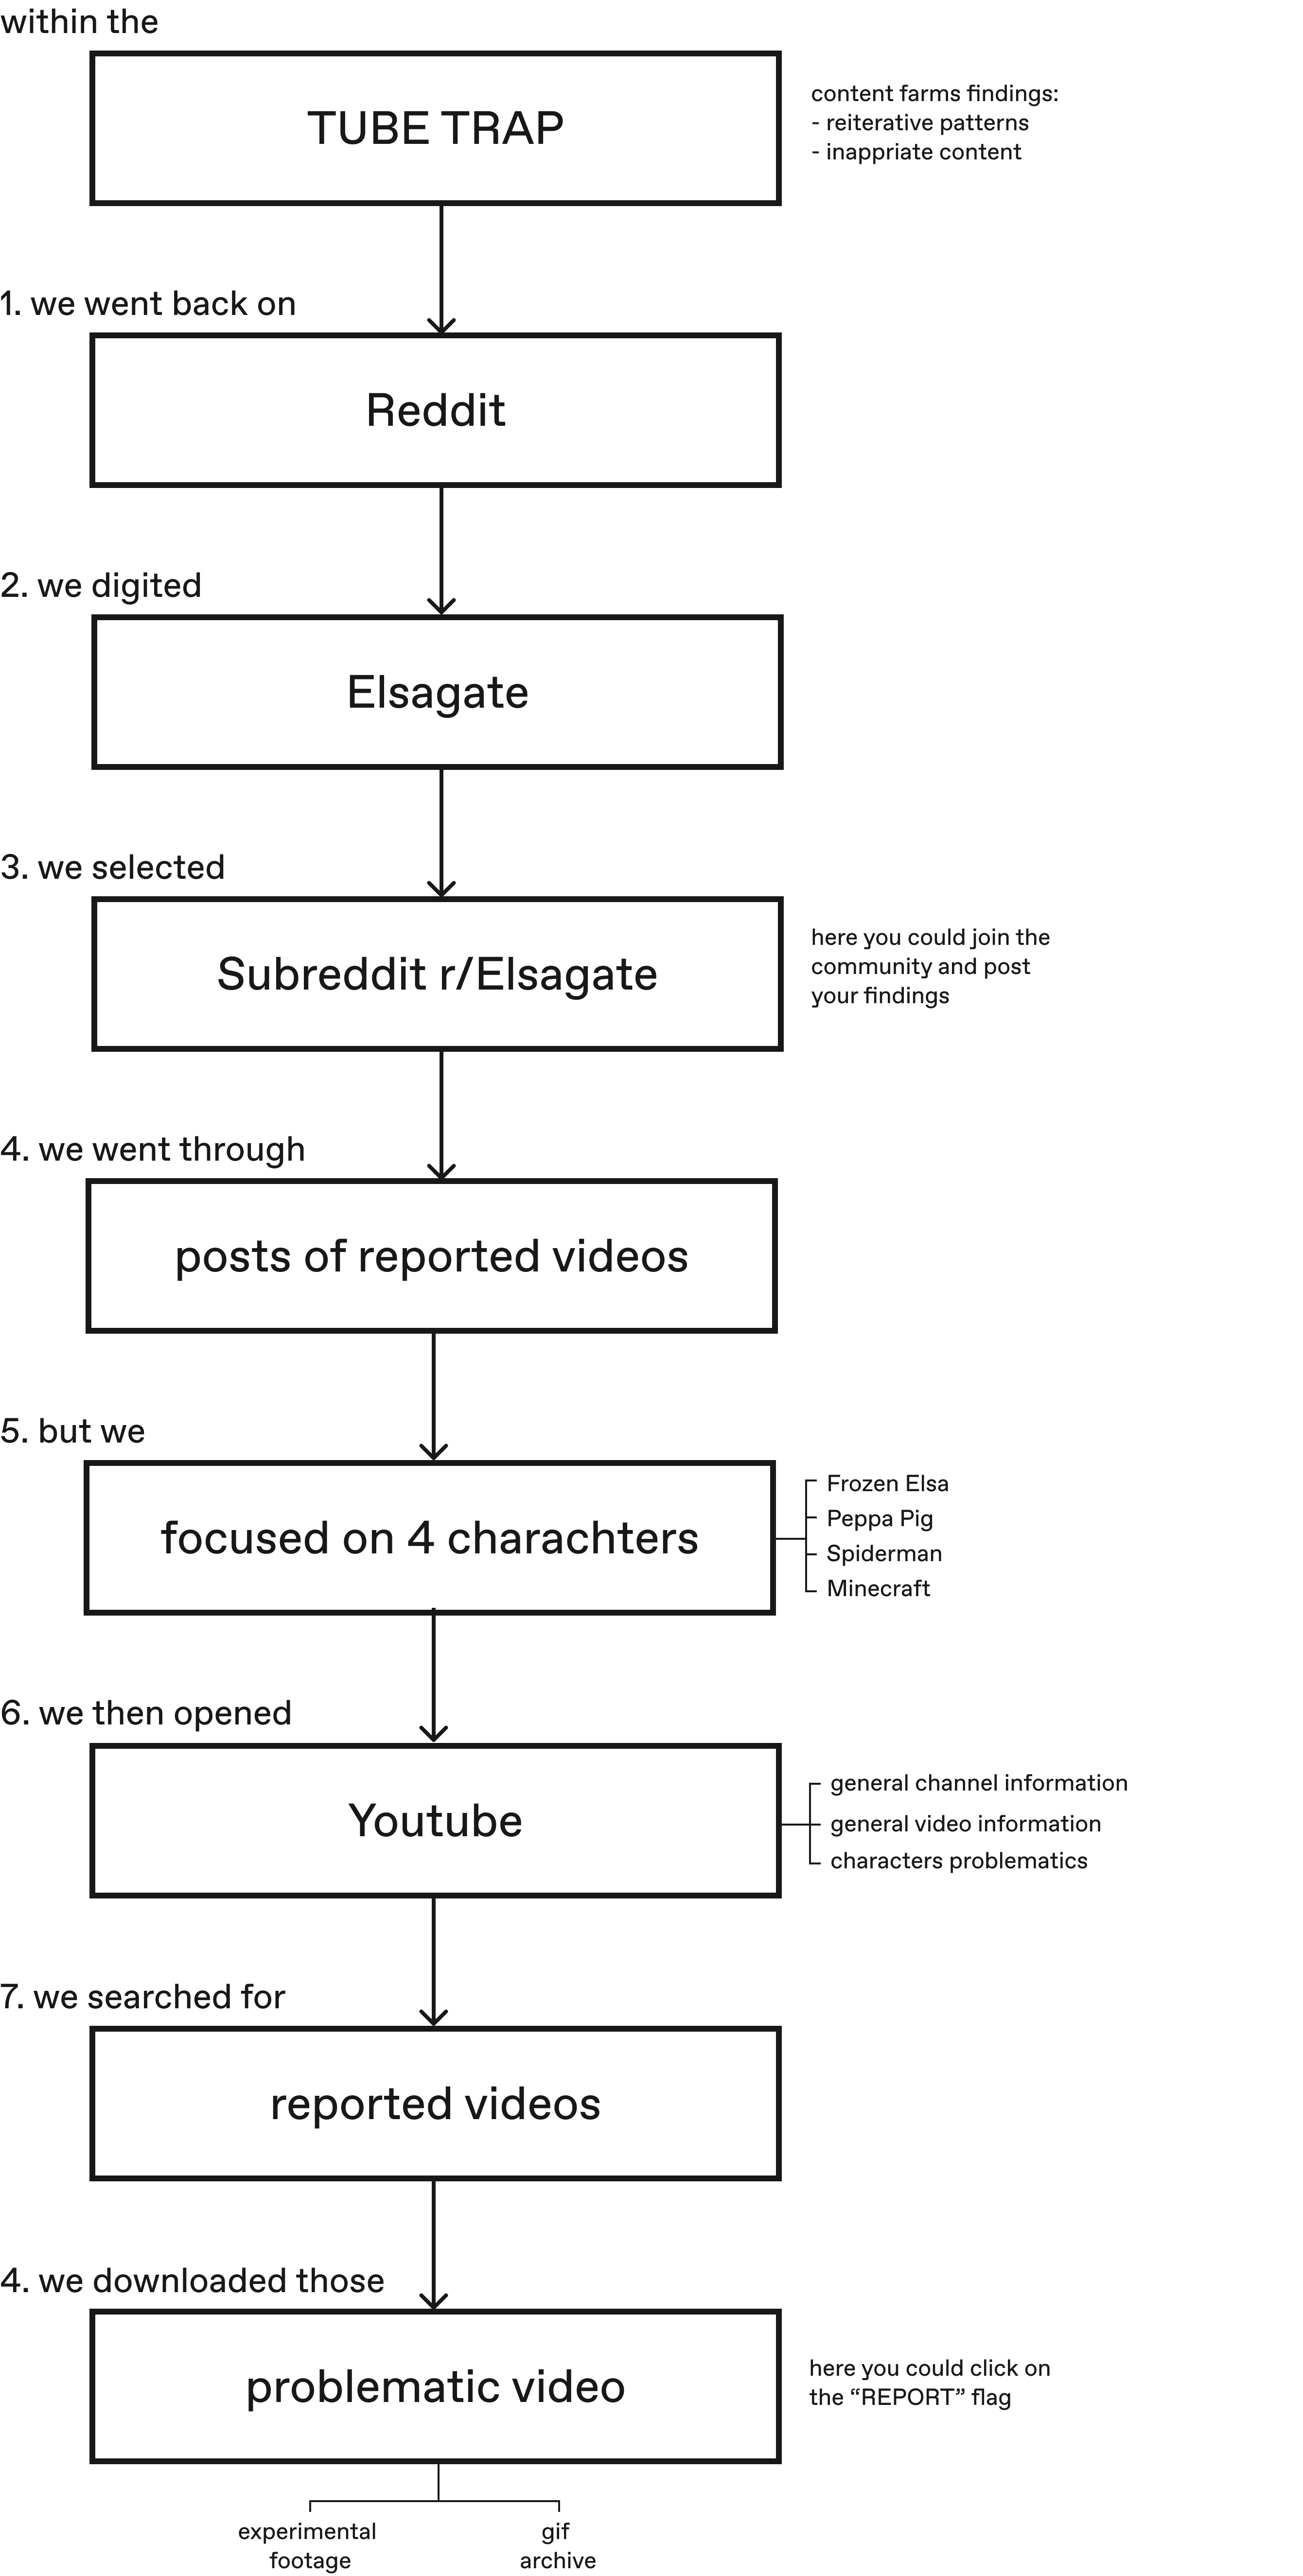 within the
TUBE TRAP
content farms findings:
- reiterative patterns
- inappriate content
1. we went back on
Reddit
2. we digited
Elsagate
3. we selected
Subreddit r/Elsagate
here you could join the
community and post
your findings
4. we went through
posts of reported videos
5. but we
focused on 4 charachters
Frozen Elsa
Peppa Pig
Spiderman
Minecraft
6. we then opened
Youtube
general channel information
general video information
characters problematics
7. we searched for
reported videos
4. we downloaded those
problematic video
here you could click on
the “REPORT” flag
experimental
footage
gif
archive